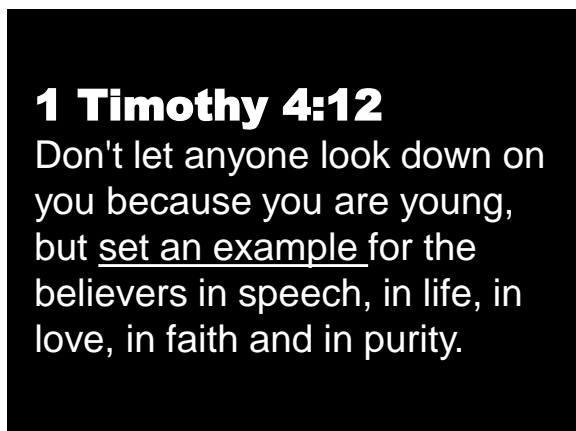 1 Timothy 4:12
Don't let anyone look down on
you because you are young,
but set an example for the
believers in speech, in life, in
love, in faith and in purity.